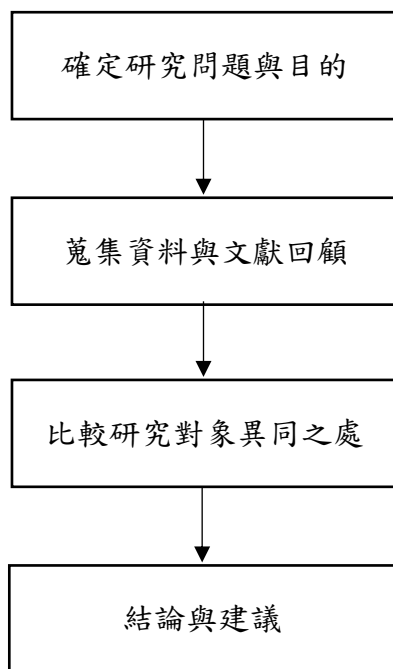 確定研究問題與目的
蒐集資料與文獻回顧
比較研究對象異同之處
結論與建議